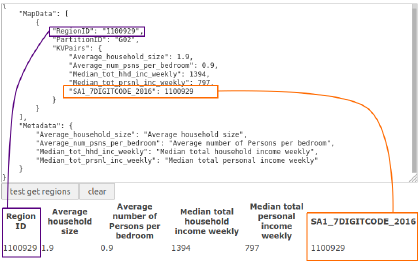 {
"MapData": [
{
"RegionID": "1100929",
"PartitionID": "G02",
"KVPairs": {
"Average_household_size": 1.9,
"Average_num_psns_per_bedroom": 0.9,
"Median_tot_hhd_inc_weekly": 1394,
"Median_tot_prsnl_inc_weekly": 797,
"SA1_7DIGITCODE_2016": 1100929
}
}
],
"Metadata": {
"Average_household_size": "Average household size",
"Average_num_psns_per_bedroom": "Average number of Persons per bedroom",
"Median_tot_hhd_inc_weekly": "Median total household income weekly",
"Median_tot_prsnl_inc_weekly": "Median total personal income weekly"
}
}
test get regions clear
Region ID Average household size Average number of Persons per bedroom Median total household income weekly Median total personal income weekly SA1_7DIGITCODE_2016
1100929 1.9 0.9 1394 797 1100929